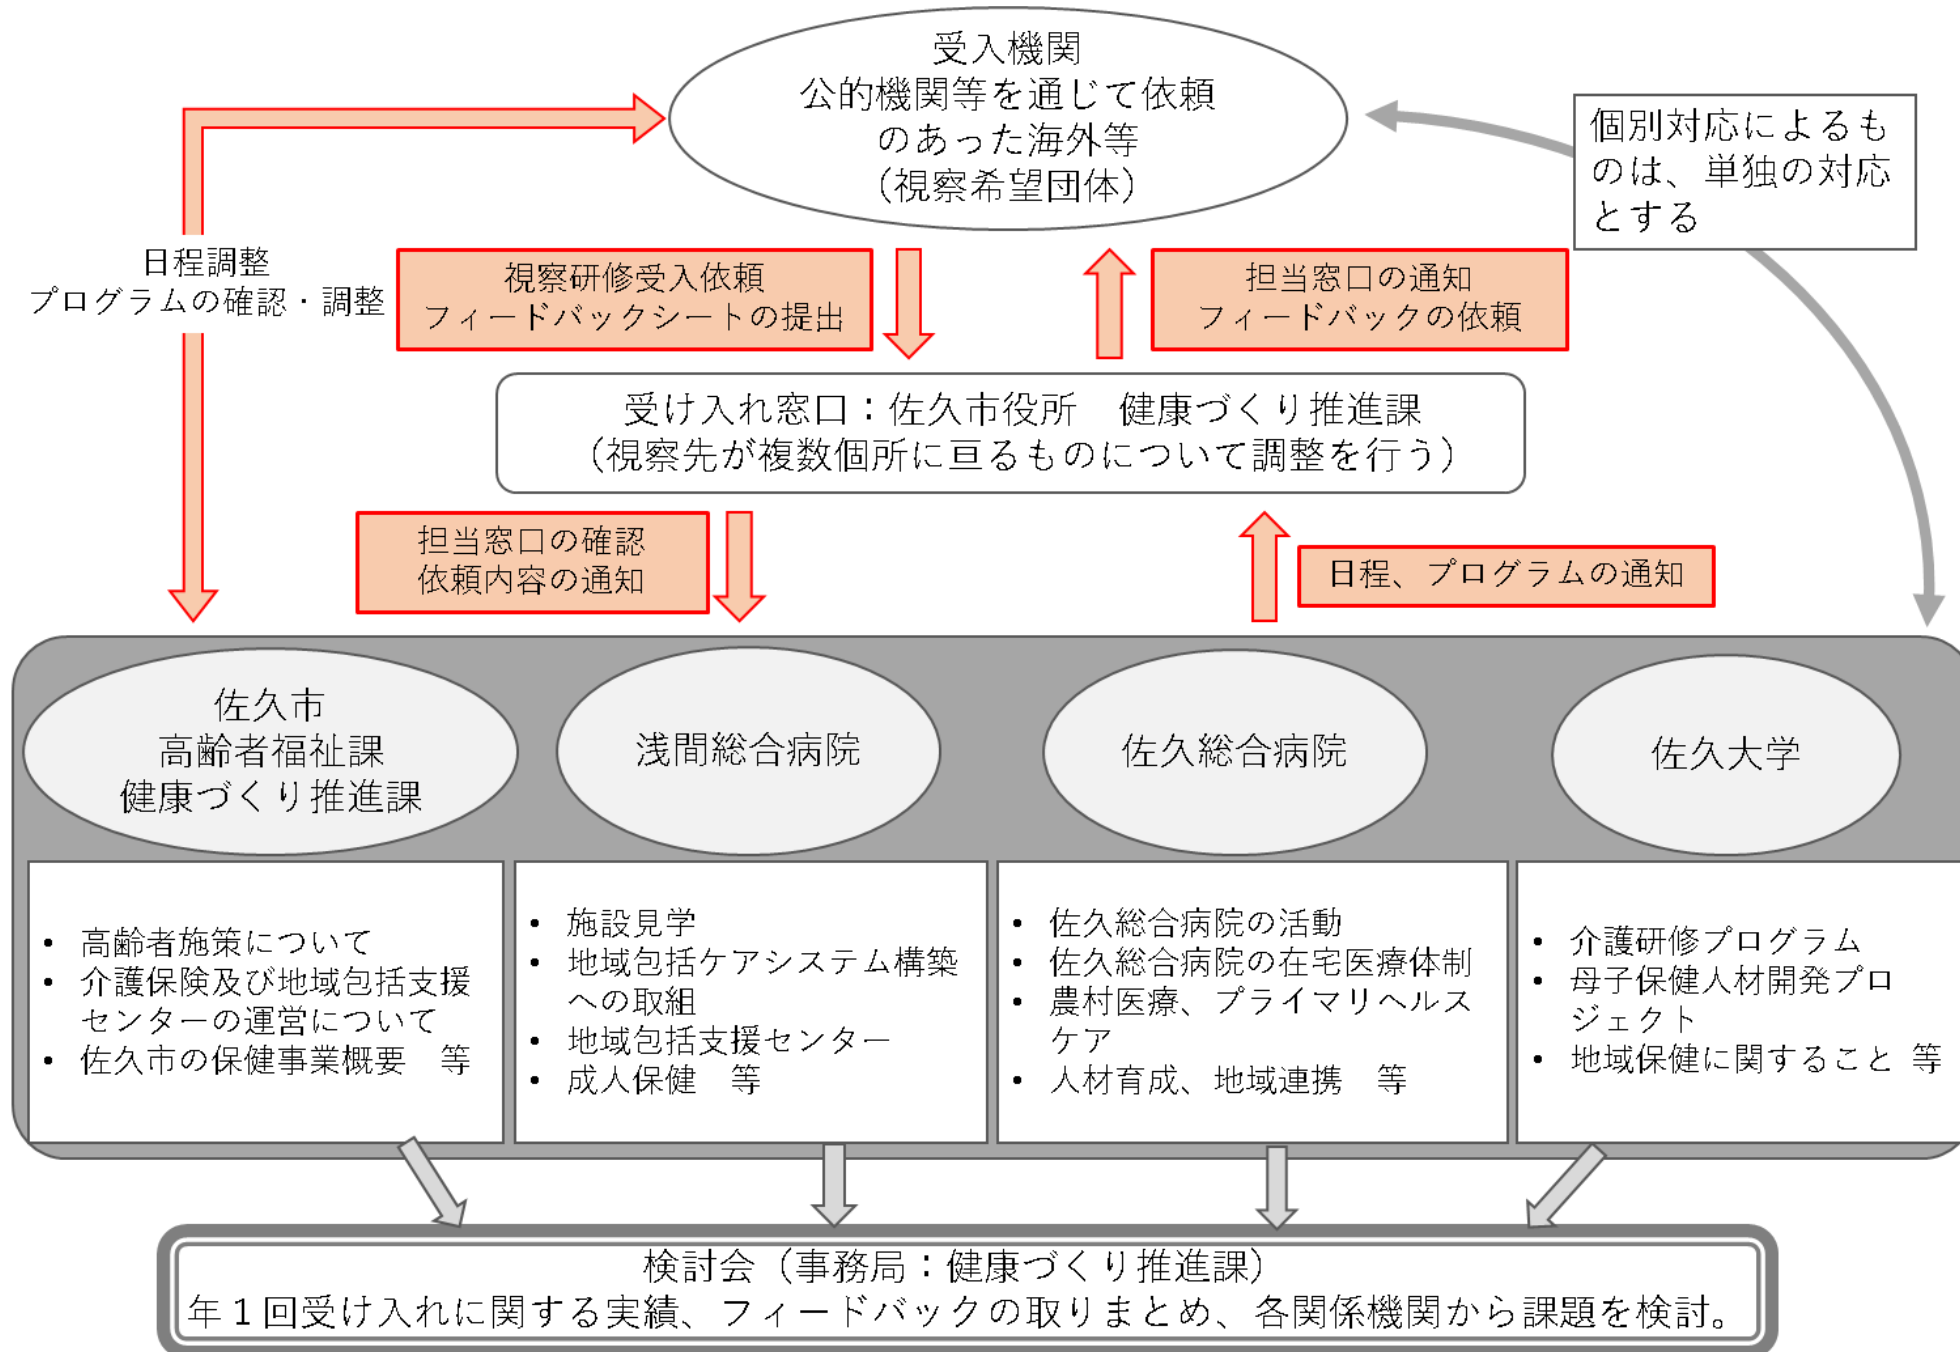 受入機関
公的機関等を通じて依頼
のあった海外等
（視察希望団体）
個別対応によるも
のは、単独の対応
とする
日程調整
プログラムの確認・調整
視察研修受入依頼
フィードバックシートの提出
担当窓口の通知
フィードバックの依頼
受け入れ窓口：佐久市役所　健康づくり推進課
（視察先が複数個所に亘るものについて調整を行う）
担当窓口の確認
依頼内容の通知
日程、プログラムの通知
佐久市
高齢者福祉課
健康づくり推進課
浅間総合病院
佐久総合病院
佐久大学
• 高齢者施策について
• 介護保険及び地域包括支援
センターの運営について
• 佐久市の保健事業概要　等
• 施設見学
• 地域包括ケアシステム構築
への取組
• 地域包括支援センター
• 成人保健　等
• 佐久総合病院の活動
• 佐久総合病院の在宅医療体制
• 農村医療、プライマリヘルス
ケア
• 人材育成、地域連携　等
• 介護研修プログラム
• 母子保健人材開発プロ
ジェクト
• 地域保健に関すること 等
検討会（事務局：健康づくり推進課）
年１回受け入れに関する実績、フィードバックの取りまとめ、各関係機関から課題を検討。